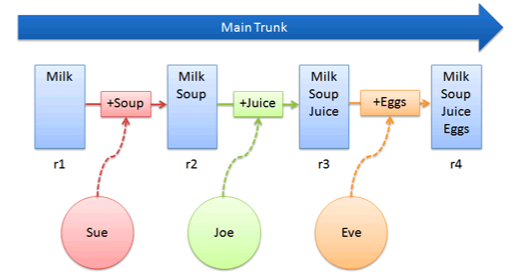 Main Trunk
Milk
+Soup
Milk
Soup
+Juice
Milk
Soup
Juice
+Eggs
Milk
Soup
Juice
Eggs
r1
r2
r3
r4
Sue
Joe
Eve